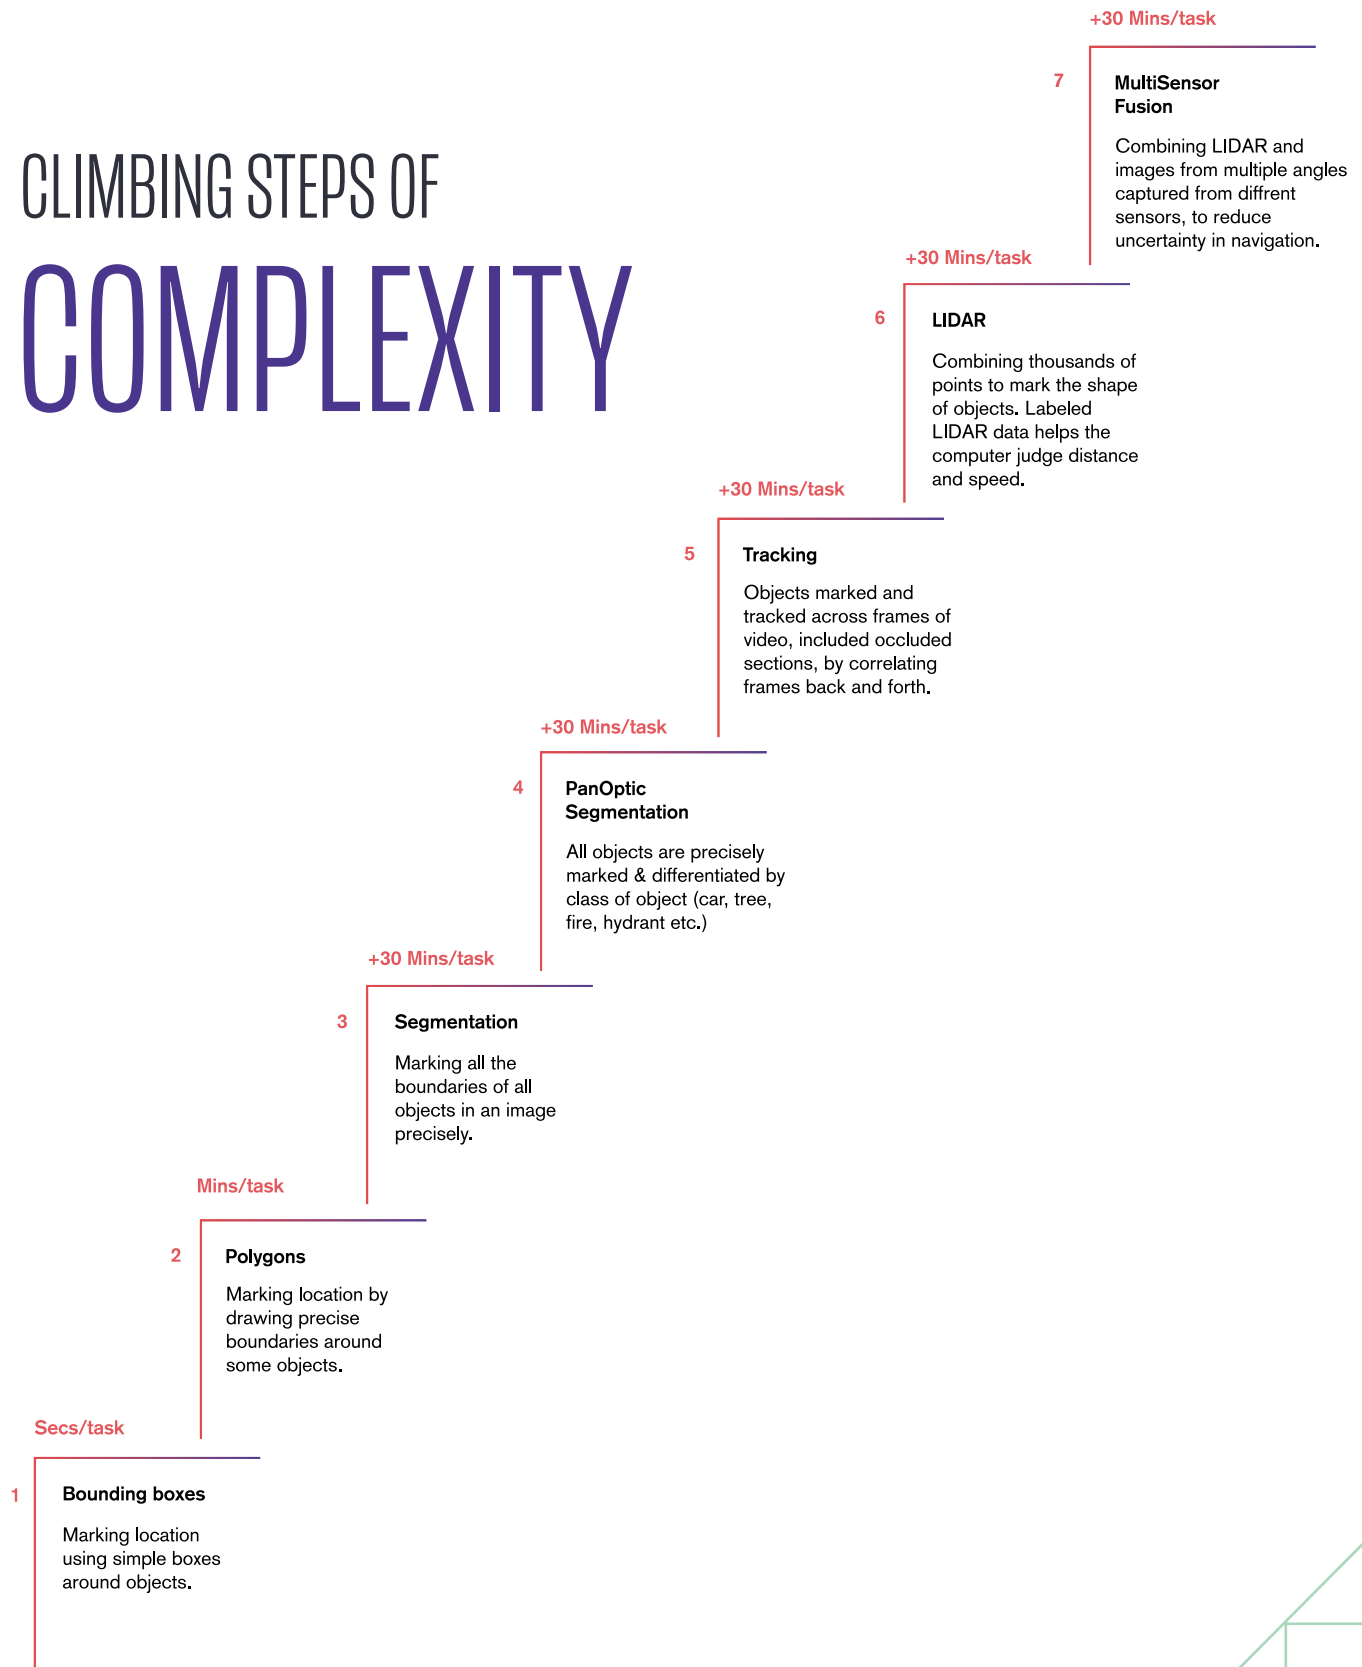 CLIMBING STEPS OF
COMPLEXITY
+30 Mins/task
7
MultiSensor
Fusion
Combining LIDAR and
images from multiple angles
captured from diffrent
sensors, to reduce
uncertainty in navigation.
+30 Mins/task
6
LIDAR
Combining thousands of
points to mark the shape
of objects. Labeled
LIDAR data helps the
computer judge distance
and speed.
+30 Mins/task
5
Tracking
Objects marked and
tracked across frames of
video, included occluded
sections, by correlating
frames back and forth.
+30 Mins/task
4
PanOptic
Segmentation
All objects are precisely
marked & differentiated by
class of object (car, tree,
fire, hydrant etc.)
+30 Mins/task
3
Segmentation
Marking all the
boundaries of all
objects in an image
precisely.
Mins/task
2
Polygons
Marking location by
drawing precise
boundaries around
some objects.
Secs/task
1
Bounding boxes
Marking location
using simple boxes
around objects.